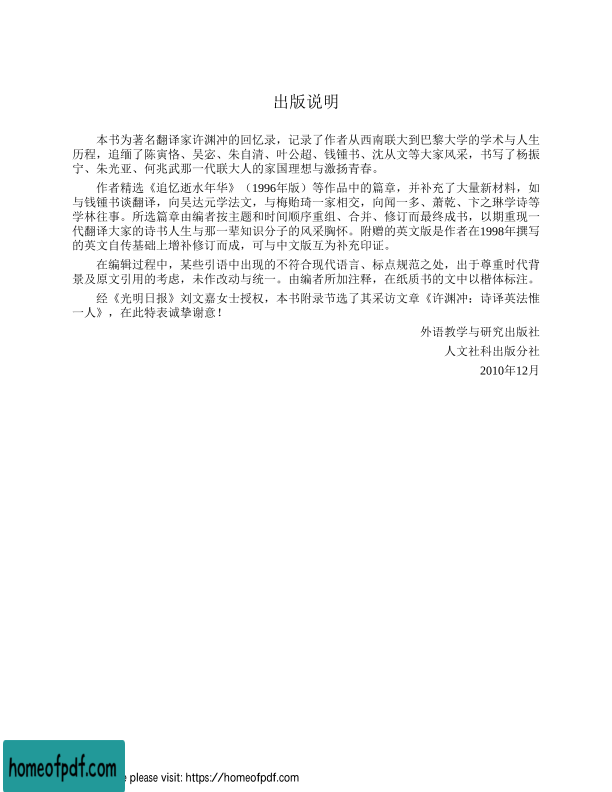 出版说明
本书为著名翻译家许渊冲的回忆录，记录了作者从西南联大到巴黎大学的学术与人生
历程，追缅了陈寅恪、吴宓、朱自清、叶公超、钱锺书、沈从文等大家风采，书写了杨振
宁、朱光亚、何兆武那一代联大人的家国理想与激扬青春。
作者精选《追忆逝水年华》（1996年版）等作品中的篇章，并补充了大量新材料，如
与钱锺书谈翻译，向吴达元学法文，与梅贻琦一家相交，向闻一多、萧乾、卞之琳学诗等
学林往事。所选篇章由编者按主题和时间顺序重组、合并、修订而最终成书，以期重现一
代翻译大家的诗书人生与那一辈知识分子的风采胸怀。附赠的英文版是作者在1998年撰写
的英文自传基础上增补修订而成，可与中文版互为补充印证。
在编辑过程中，某些引语中出现的不符合现代语言、标点规范之处，出于尊重时代背
景及原文引用的考虑，未作改动与统一。由编者所加注释，在纸质书的文中以楷体标注。
经《光明日报》刘文嘉女士授权，本书附录节选了其采访文章《许渊冲：诗译英法惟
一人》，在此特表诚挚谢意！
外语教学与研究出版社
人文社科出版分社
2010年12月
homeofpdf.com
please visit: https://homeofpdf.com